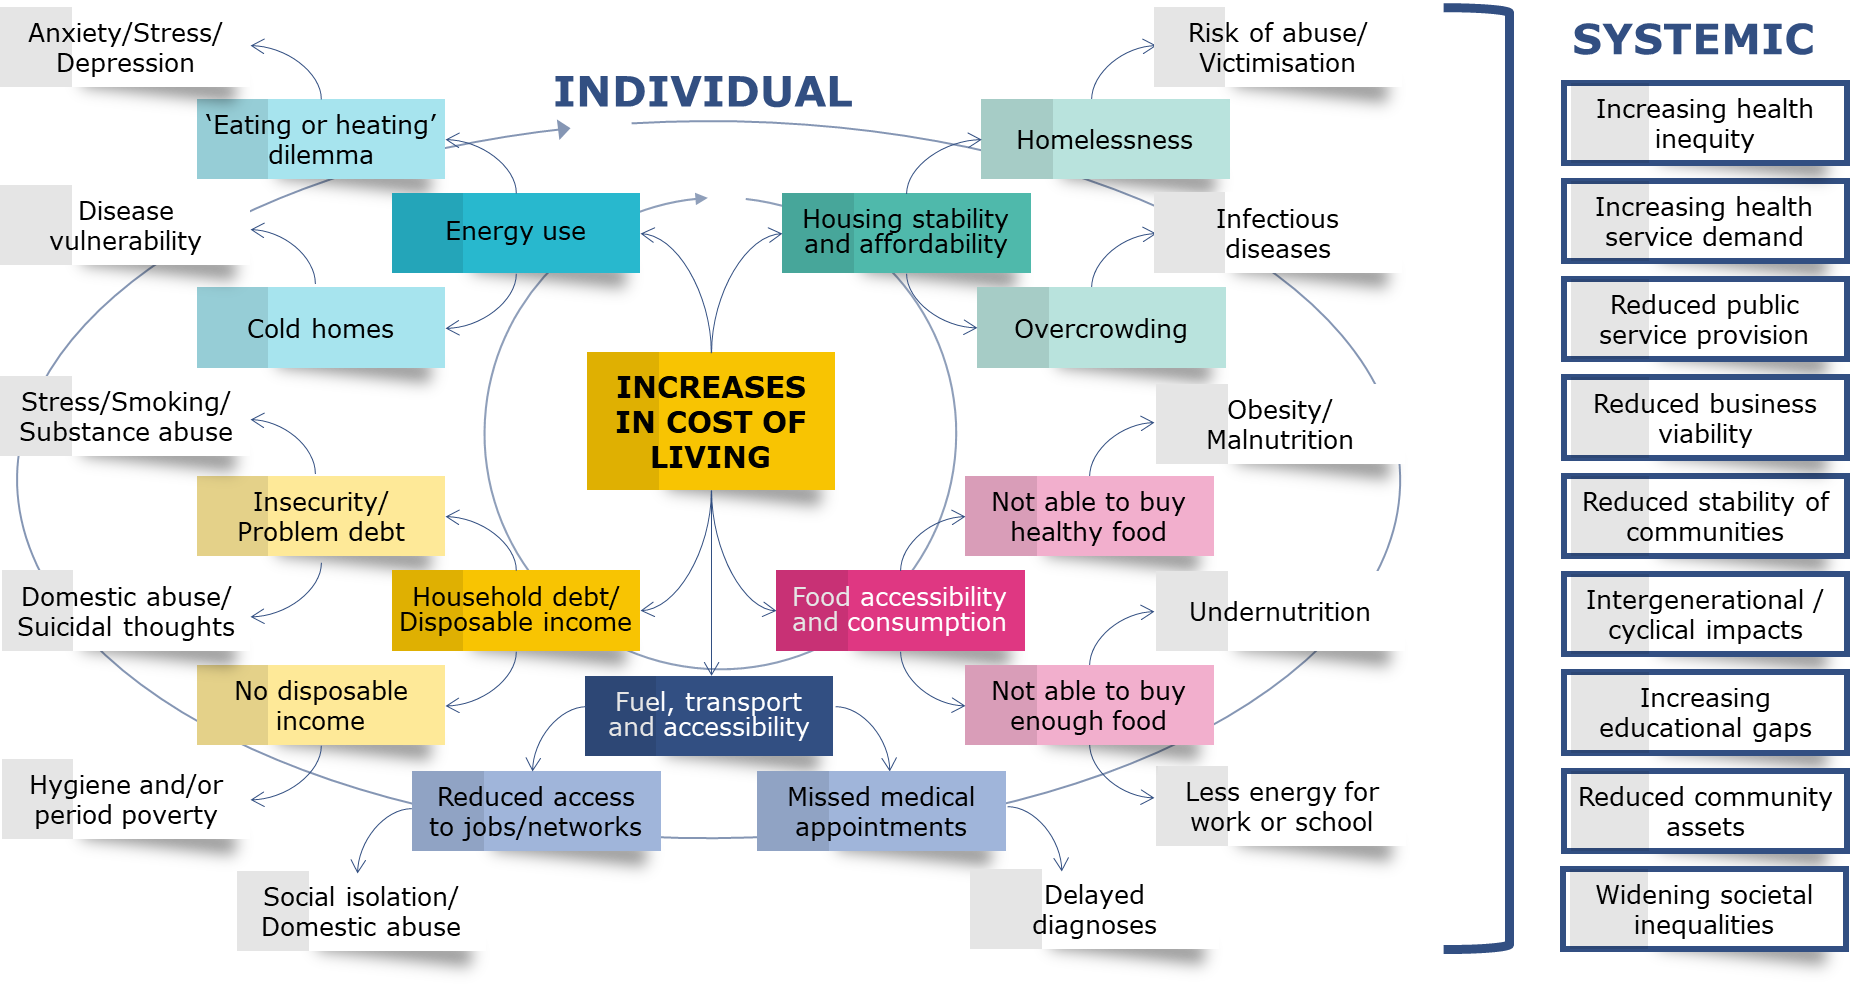 Anxiety/Stress/
Depression
INDIVIDUAL
Risk of abuse/
Victimisation
‘Eating or heating’
dilemma
Homelessness
Disease
vulnerability
Energy use
Housing stability
and affordability
Infectious
diseases
Cold homes
Overcrowding
INCREASES
IN COST OF
LIVING
Stress/Smoking/
Substance abuse
Obesity/
Malnutrition
Insecurity/
Problem debt
Not able to buy
healthy food
Domestic abuse/
Suicidal thoughts
Household debt/
Disposable income
Food accessibility
and consumption
Undernutrition
No disposable
income
Fuel, transport
and accessibility
Not able to buy
enough food
Hygiene and/or
period poverty
Reduced access
to jobs/networks
Missed medical
appointments
Less energy for
work or school
Social isolation/
Domestic abuse
Delayed
diagnoses
SYSTEMIC
Increasing health
inequity
Increasing health
service demand
Reduced public
service provision
Reduced business
viability
Reduced stability of
communities
Intergenerational /
cyclical impacts
Increasing
educational gaps
Reduced community
assets
Widening societal
inequalities